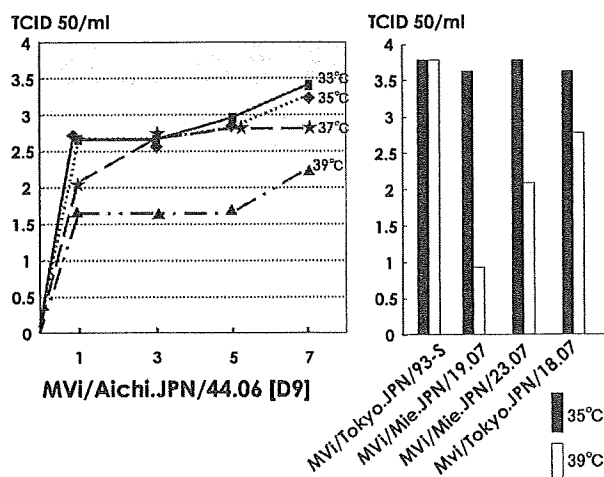 TCID 50/ml
4
3.5
3
2.5
2
1.5
1
0.5
0
33°C
35°C
37°C
39°C
1 3 5 7
MVi/Aichi.JPN/44.06 [D9]
TCID 50/ml
4
3.5
3
2.5
2
1.5
1
0.5
0
MVi/Tokyo.JPN/93-S
MVi/Mie.JPN/19.07
MVi/Mie.JPN/23.07
Mvi/Tokyo.JPN/18.07
35°C
39°C